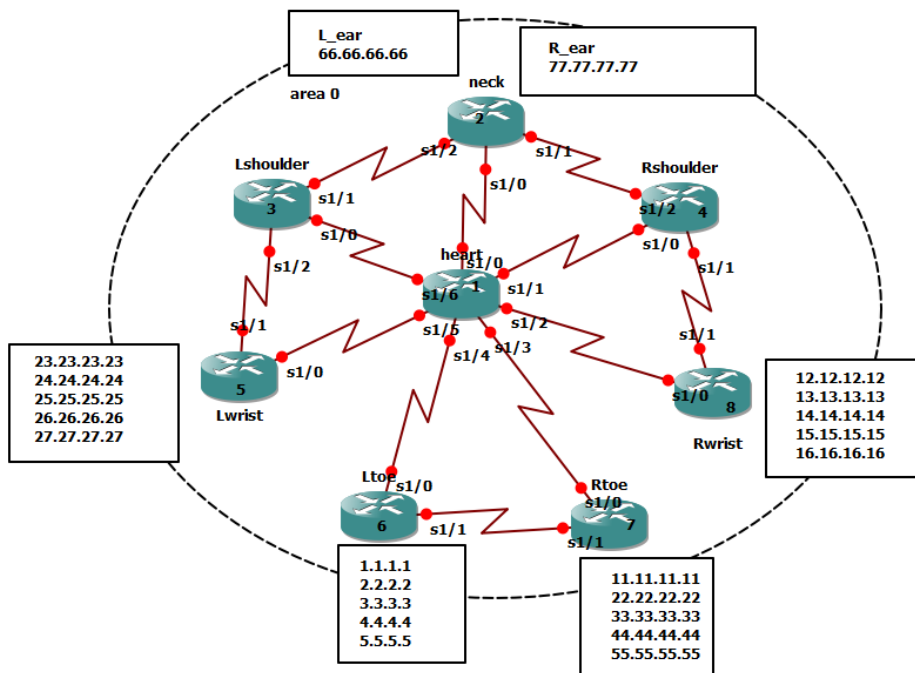 L_ear
66.66.66.66
R_ear
77.77.77.77
area 0
neck
2
s1/2
s1/1
s1/0
Lshoulder
3
s1/1
s1/0
s1/2
Rshoulder
4
s1/2
s1/0
s1/1
heart
1
s1/0
s1/1
s1/6
s1/2
s1/5
s1/3
s1/4
s1/1
5
s1/0
Lwrist
s1/1
s1/0
8
Rwrist
23.23.23.23
24.24.24.24
25.25.25.25
26.26.26.26
27.27.27.27
12.12.12.12
13.13.13.13
14.14.14.14
15.15.15.15
16.16.16.16
Ltoe
s1/0
6
s1/1
Rtoe
s1/0
7
s1/1
1.1.1.1
2.2.2.2
3.3.3.3
4.4.4.4
5.5.5.5
11.11.11.11
22.22.22.22
33.33.33.33
44.44.44.44
55.55.55.55